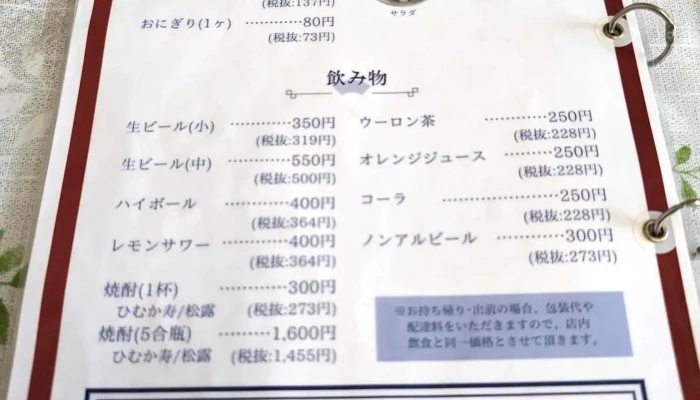 (税抜:137円)
サラダ
おにぎり(1ヶ) …………80円
(税抜:73円)
飲み物
生ビール(小) …………350円
(税抜:319円)
生ビール(中) …………550円
(税抜:500円)
ハイボール …………400円
(税抜:364円)
レモンサワー …………400円
(税抜:364円)
焼酎(1杯) …………300円
ひむか寿/松露 (税抜:273円)
焼酎(5合瓶) ………1,600円
ひむか寿/松露 (税抜:1,455円)
ウーロン茶 …………250円
(税抜:228円)
オレンジジュース ………250円
(税抜:228円)
コーラ ………………250円
(税抜:228円)
ノンアルビール …………300円
(税抜:273円)
※お持ち帰り・出前の場合、包装代や
配達料をいただきますので、店内
飲食と同一価格とさせて頂きます。